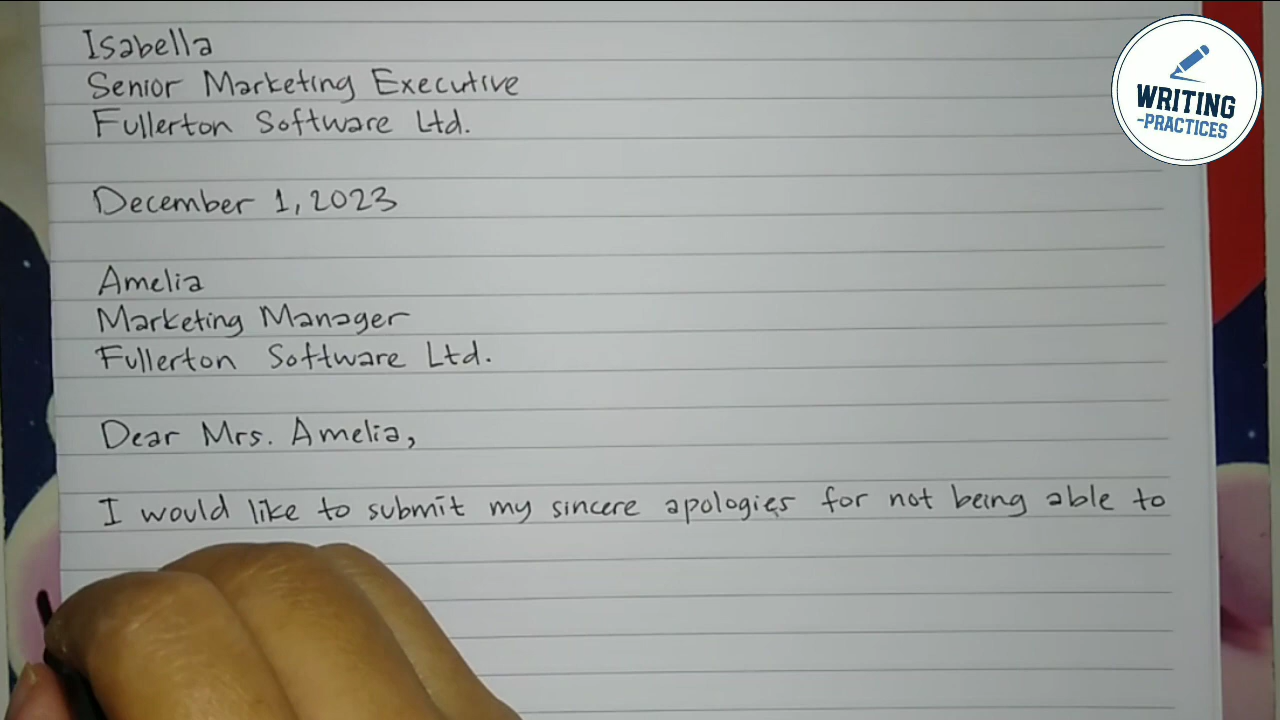 Isabella
Senior Marketing Executive
Fullerton Software Ltd.
December 1, 2023
Amelia
Marketing Manager
Fullerton Software Ltd.
Dear Mrs. Amelia,
I would like to submit my sincere apologies for not being able to
WRITING
-PRACTICES